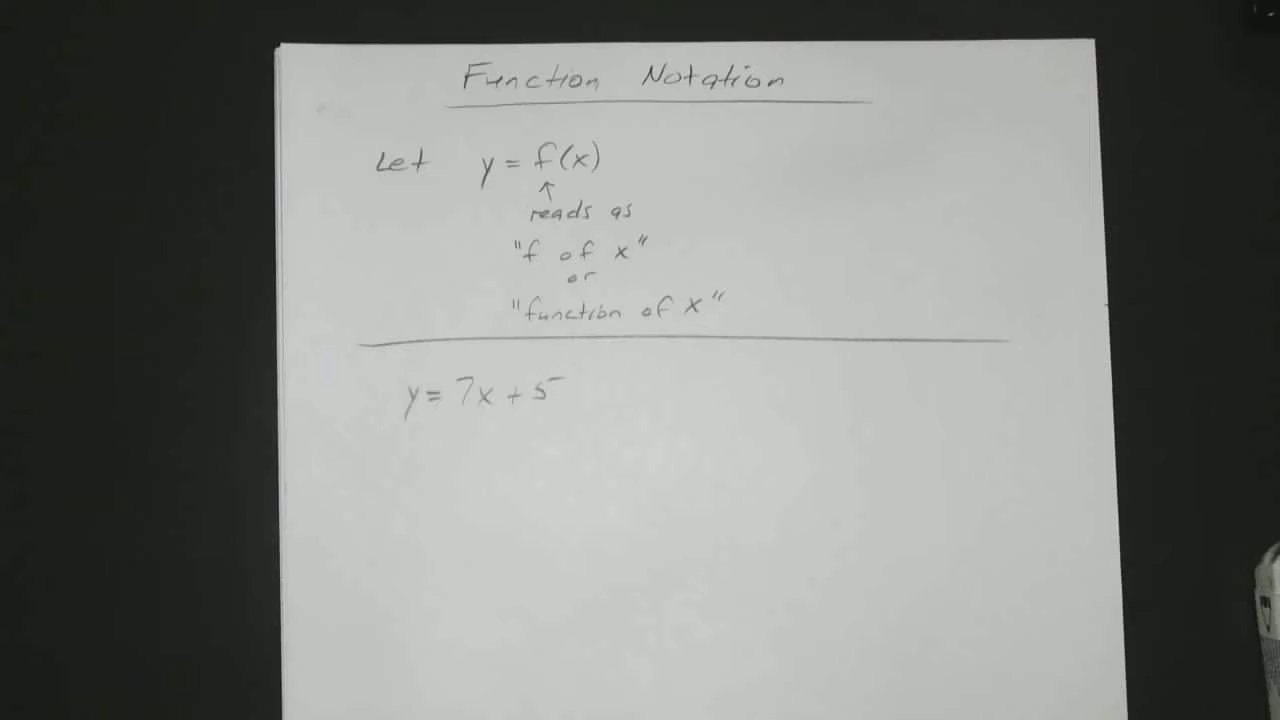 Function Notation
Let y = f(x)
↑
reads as
"f of x"
or
"function of x"
y = 7x + 5